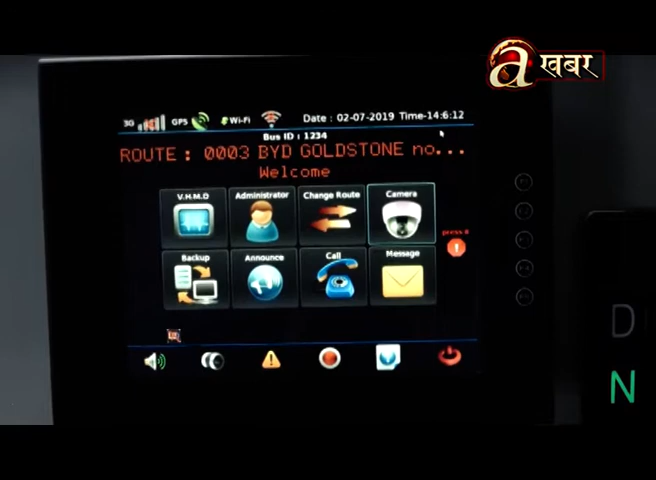 a खबर
3G GPS Wi-Fi Date : 02-07-2019 Time-14:6:12
Bus ID : 1234
ROUTE : 0003 BYD GOLDSTONE no...
Welcome
V.H.M.D Administrator Change Route Camera
press it
Backup Announce Call Message
D
N